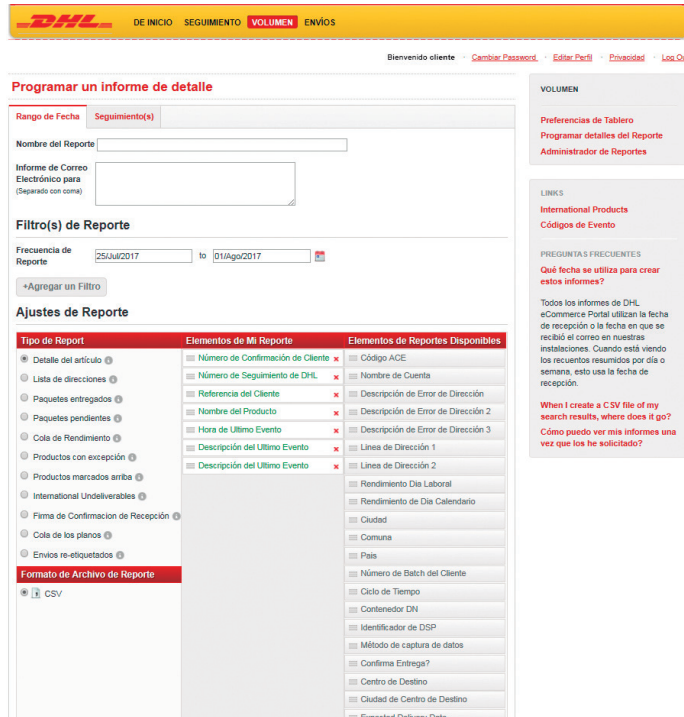 DHL
DE INICIO SEGUIMIENTO VOLUMEN ENVÍOS
Bienvenido cliente Cambiar Password Editar Perfil Privacidad Log
Programar un informe de detalle
Rango de Fecha Seguimiento(s)
Nombre del Reporte
Informe de Correo
Electrónico para
(Separado con coma)
Filtro(s) de Reporte
Frecuencia de
Reporte
25/Jul/2017 to 01/Ago/2017
+Agregar un Filtro
Ajustes de Reporte
Tipo de Report
Detalle del artículo
Lista de direcciones
Paquetes entregados
Paquetes pendientes
Cola de Rendimiento
Productos con excepción
Productos marcados arriba
International Undeliverables
Firma de Confirmacion de Recepción
Cola de los planos
Envios re-etiquetados
Formato de Archivo de Reporte
CSV
Elementos de Mi Reporte
Número de Confirmación de Cliente
Número de Seguimiento de DHL
Referencia del Cliente
Nombre del Producto
Hora de Ultimo Evento
Descripción del Ultimo Evento
Descripción del Ultimo Evento
Elementos de Reportes Disponibles
Código ACE
Nombre de Cuenta
Descripción de Error de Dirección
Descripción de Error de Dirección 2
Descripción de Error de Dirección 3
Linea de Dirección 1
Linea de Dirección 2
Rendimiento Dia Laboral
Rendimiento de Dia Calendario
Ciudad
Comuna
Pais
Número de Batch del Cliente
Ciclo de Tiempo
Contenedor DN
Identificador de DSP
Método de captura de datos
Confirma Entrega?
Centro de Destino
Ciudad de Centro de Destino
Expected Delivery Date
VOLUMEN
Preferencias de Tablero
Programar detalles del Reporte
Administrador de Reportes
LINKS
International Products
Códigos de Evento
PREGUNTAS FRECUENTES
Qué fecha se utiliza para crear
estos informes?
Todos los informes de DHL
eCommerce Portal utilizan la fecha
de recepción o la fecha en que se
recibió el correo en nuestras
instalaciones. Cuando está viendo
los recuentos resumidos por día o
semana, esto usa la fecha de
recepción.
When I create a CSV file of my
search results, where does it go?
Cómo puedo ver mis informes una
vez que los he solicitado?